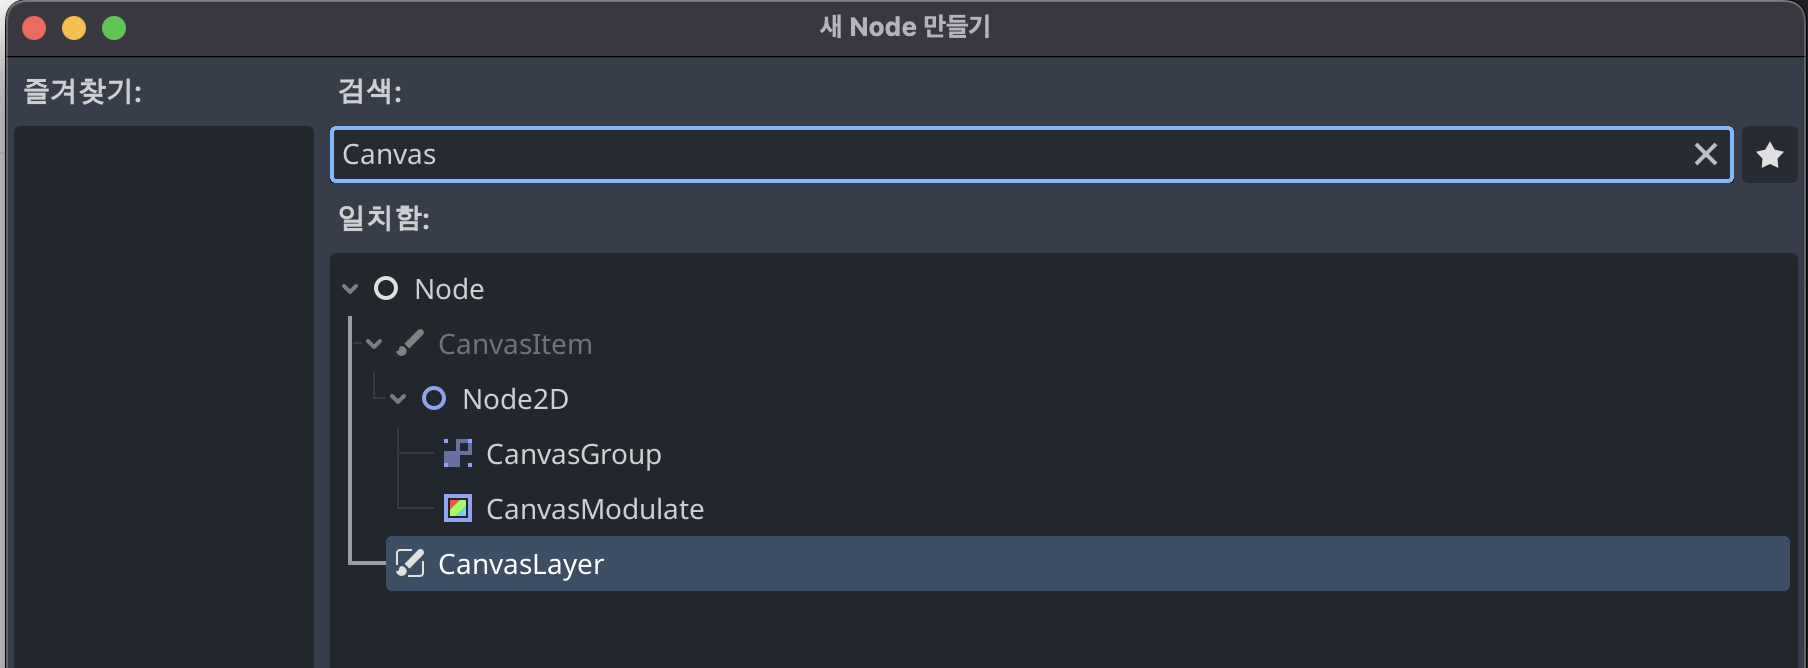 새 Node 만들기
즐겨찾기:
검색:
Canvas
일치함:
Node
CanvasItem
Node2D
CanvasGroup
CanvasModulate
CanvasLayer